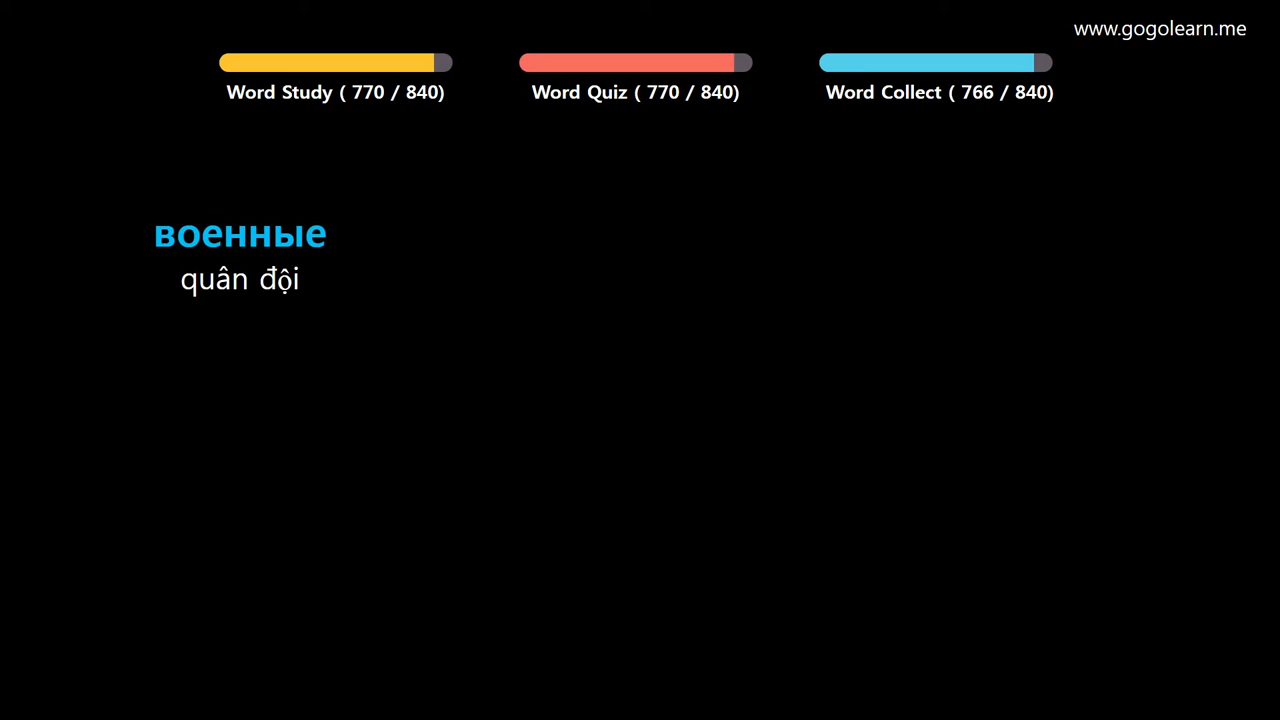 www.gogolearn.me
Word Study ( 770 / 840)
Word Quiz ( 770 / 840)
Word Collect ( 766 / 840)
военные
quân đội